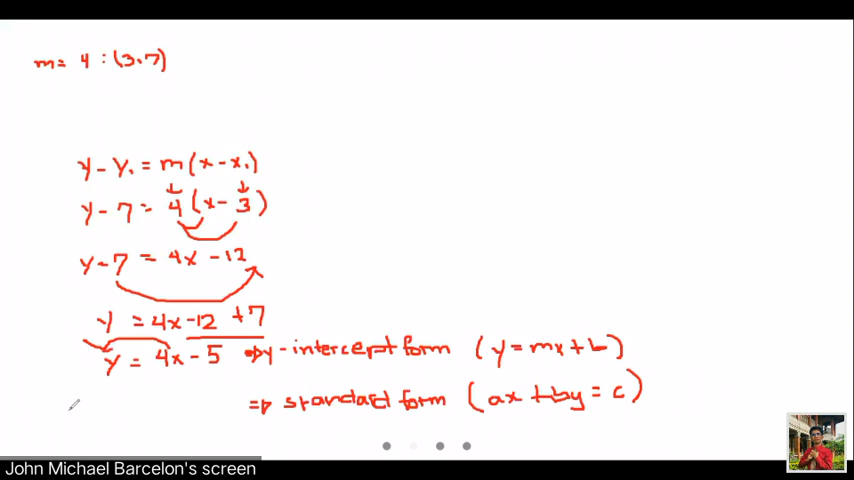 m = 4 : (3,7)
y - y₁ = m(x - x₁)
y - 7 = 4(x - 3)
y - 7 = 4x - 12
y = 4x - 12 + 7
y = 4x - 5 ⇒ y-intercept form (y = mx + b)
⇒ standard form (ax + by = c)
John Michael Barcelon's screen